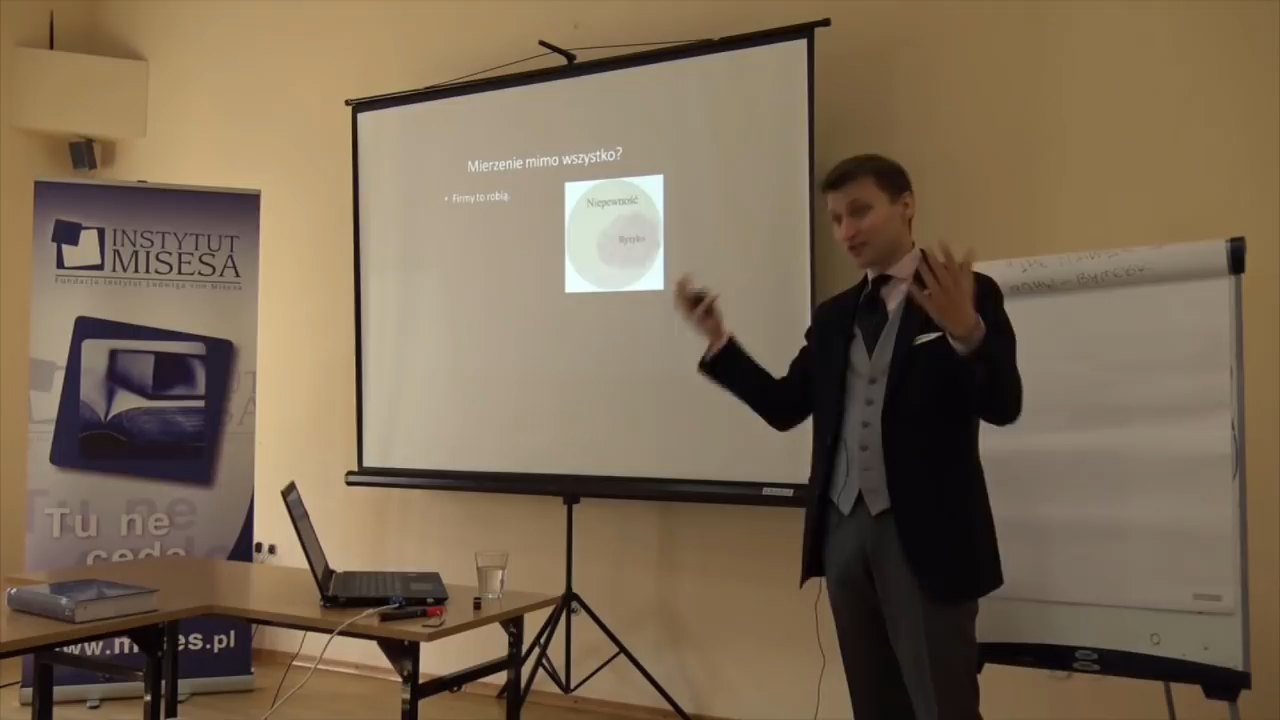 INSTYTUT
MISESA
Fundacja Instytut Ludwiga von Misesa
Tu ne
ceda
www.mises.pl
Mierzenie mimo wszystko?
• Firmy to robią.
Niepewność
Ryzyko